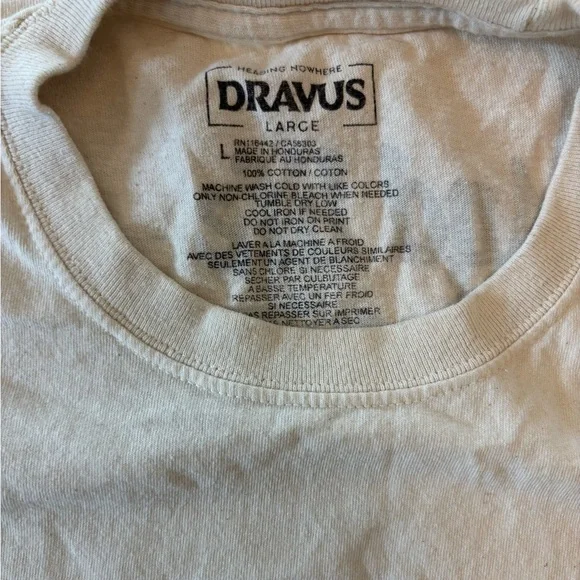 HEADING NOWHERE
DRAVUS
LARGE
L
RN116442 / CA56303
MADE IN HONDURAS
FABRIQUE AU HONDURAS
100% COTTON / COTON
MACHINE WASH COLD WITH LIKE COLORS
ONLY NON-CHLORINE BLEACH WHEN NEEDED
TUMBLE DRY LOW
COOL IRON IF NEEDED
DO NOT IRON ON PRINT
DO NOT DRY CLEAN
LAVER A LA MACHINE A FROID
AVEC DES VETEMENTS DE COULEURS SIMILAIRES
SEULEMENT UN AGENT DE BLANCHIMENT
SANS CHLORE SI NECESSAIRE
SECHER PAR CULBUTAGE
A BASSE TEMPERATURE
REPASSER AVEC UN FER FROID
SI NECESSAIRE
PAS REPASSER SUR IMPRIMER
NETTOYER A SEC